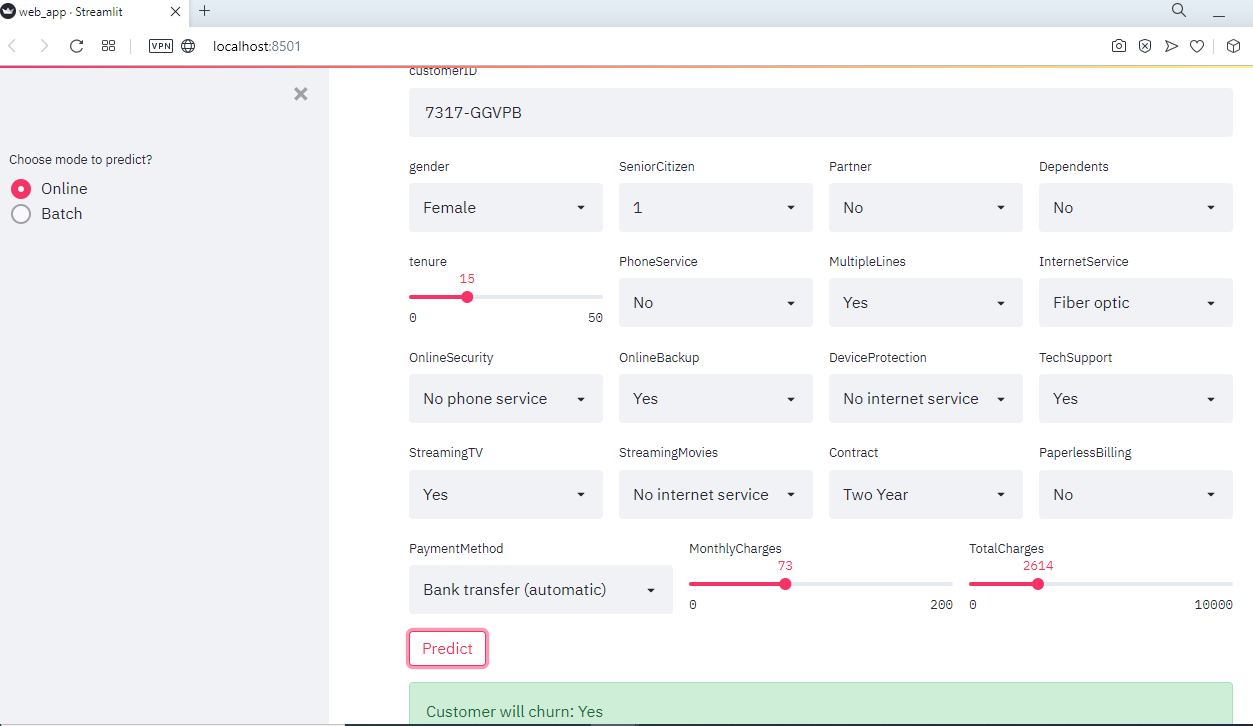 web_app · Streamlit
VPN localhost:8501
Choose mode to predict?
Online
Batch
customerID
7317-GGVPB
gender SeniorCitizen Partner Dependents
Female 1 No No
tenure PhoneService MultipleLines InternetService
15
No Yes Fiber optic
0 50
OnlineSecurity OnlineBackup DeviceProtection TechSupport
No phone service Yes No internet service Yes
StreamingTV StreamingMovies Contract PaperlessBilling
Yes No internet service Two Year No
PaymentMethod MonthlyCharges TotalCharges
73 2614
Bank transfer (automatic)
0 200 0 10000
Predict
Customer will churn: Yes